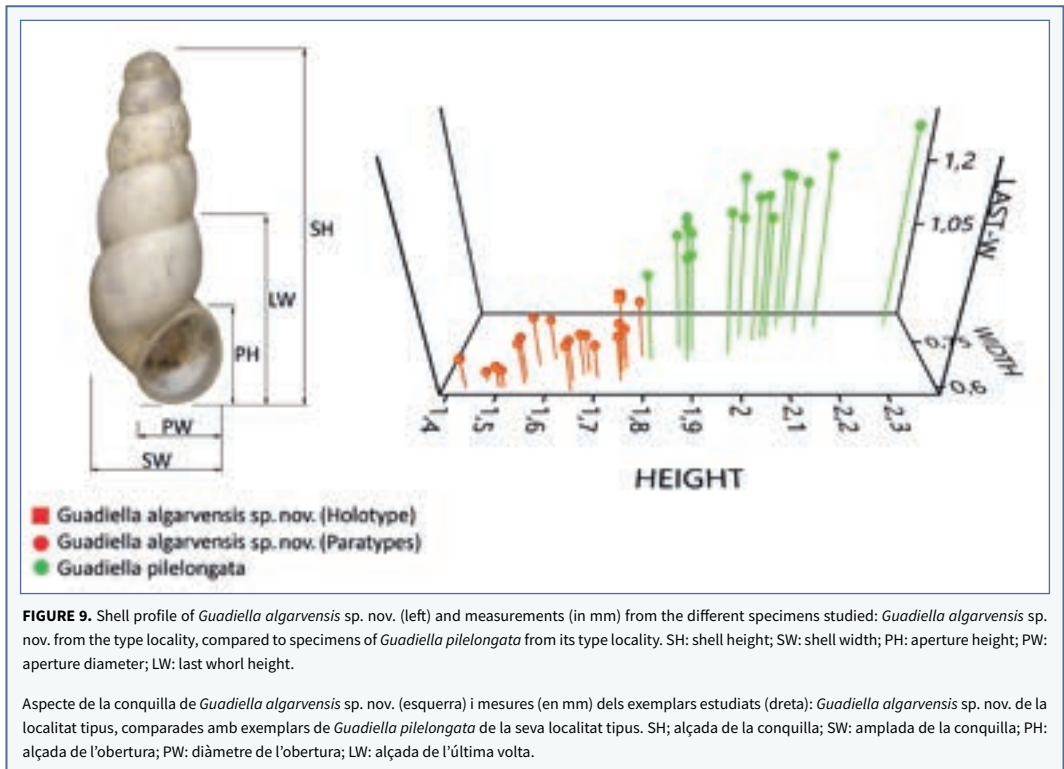 SH
LW
PH
PW
SW
1,2
1,05
LAST-W
0,75
WIDTH
0,6
1,4
1,5
1,6
1,7
1,8
1,9
2
2,1
2,2
2,3
HEIGHT
Guadiella algarvensis sp. nov. (Holotype)
Guadiella algarvensis sp. nov. (Paratypes)
Guadiella pilelongata
FIGURE 9. Shell profile of Guadiella algarvensis sp. nov. (left) and measurements (in mm) from the different specimens studied: Guadiella algarvensis sp.
nov. from the type locality, compared to specimens of Guadiella pilelongata from its type locality. SH: shell height; SW: shell width; PH: aperture height; PW:
aperture diameter; LW: last whorl height.
Aspecte de la conquilla de Guadiella algarvensis sp. nov. (esquerra) i mesures (en mm) dels exemplars estudiats (dreta): Guadiella algarvensis sp. nov. de la
localitat tipus, comparades amb exemplars de Guadiella pilelongata de la seva localitat tipus. SH; alçada de la conquilla; SW: amplada de la conquilla; PH:
alçada de l'obertura; PW: diàmetre de l'obertura; LW: alçada de l'última volta.